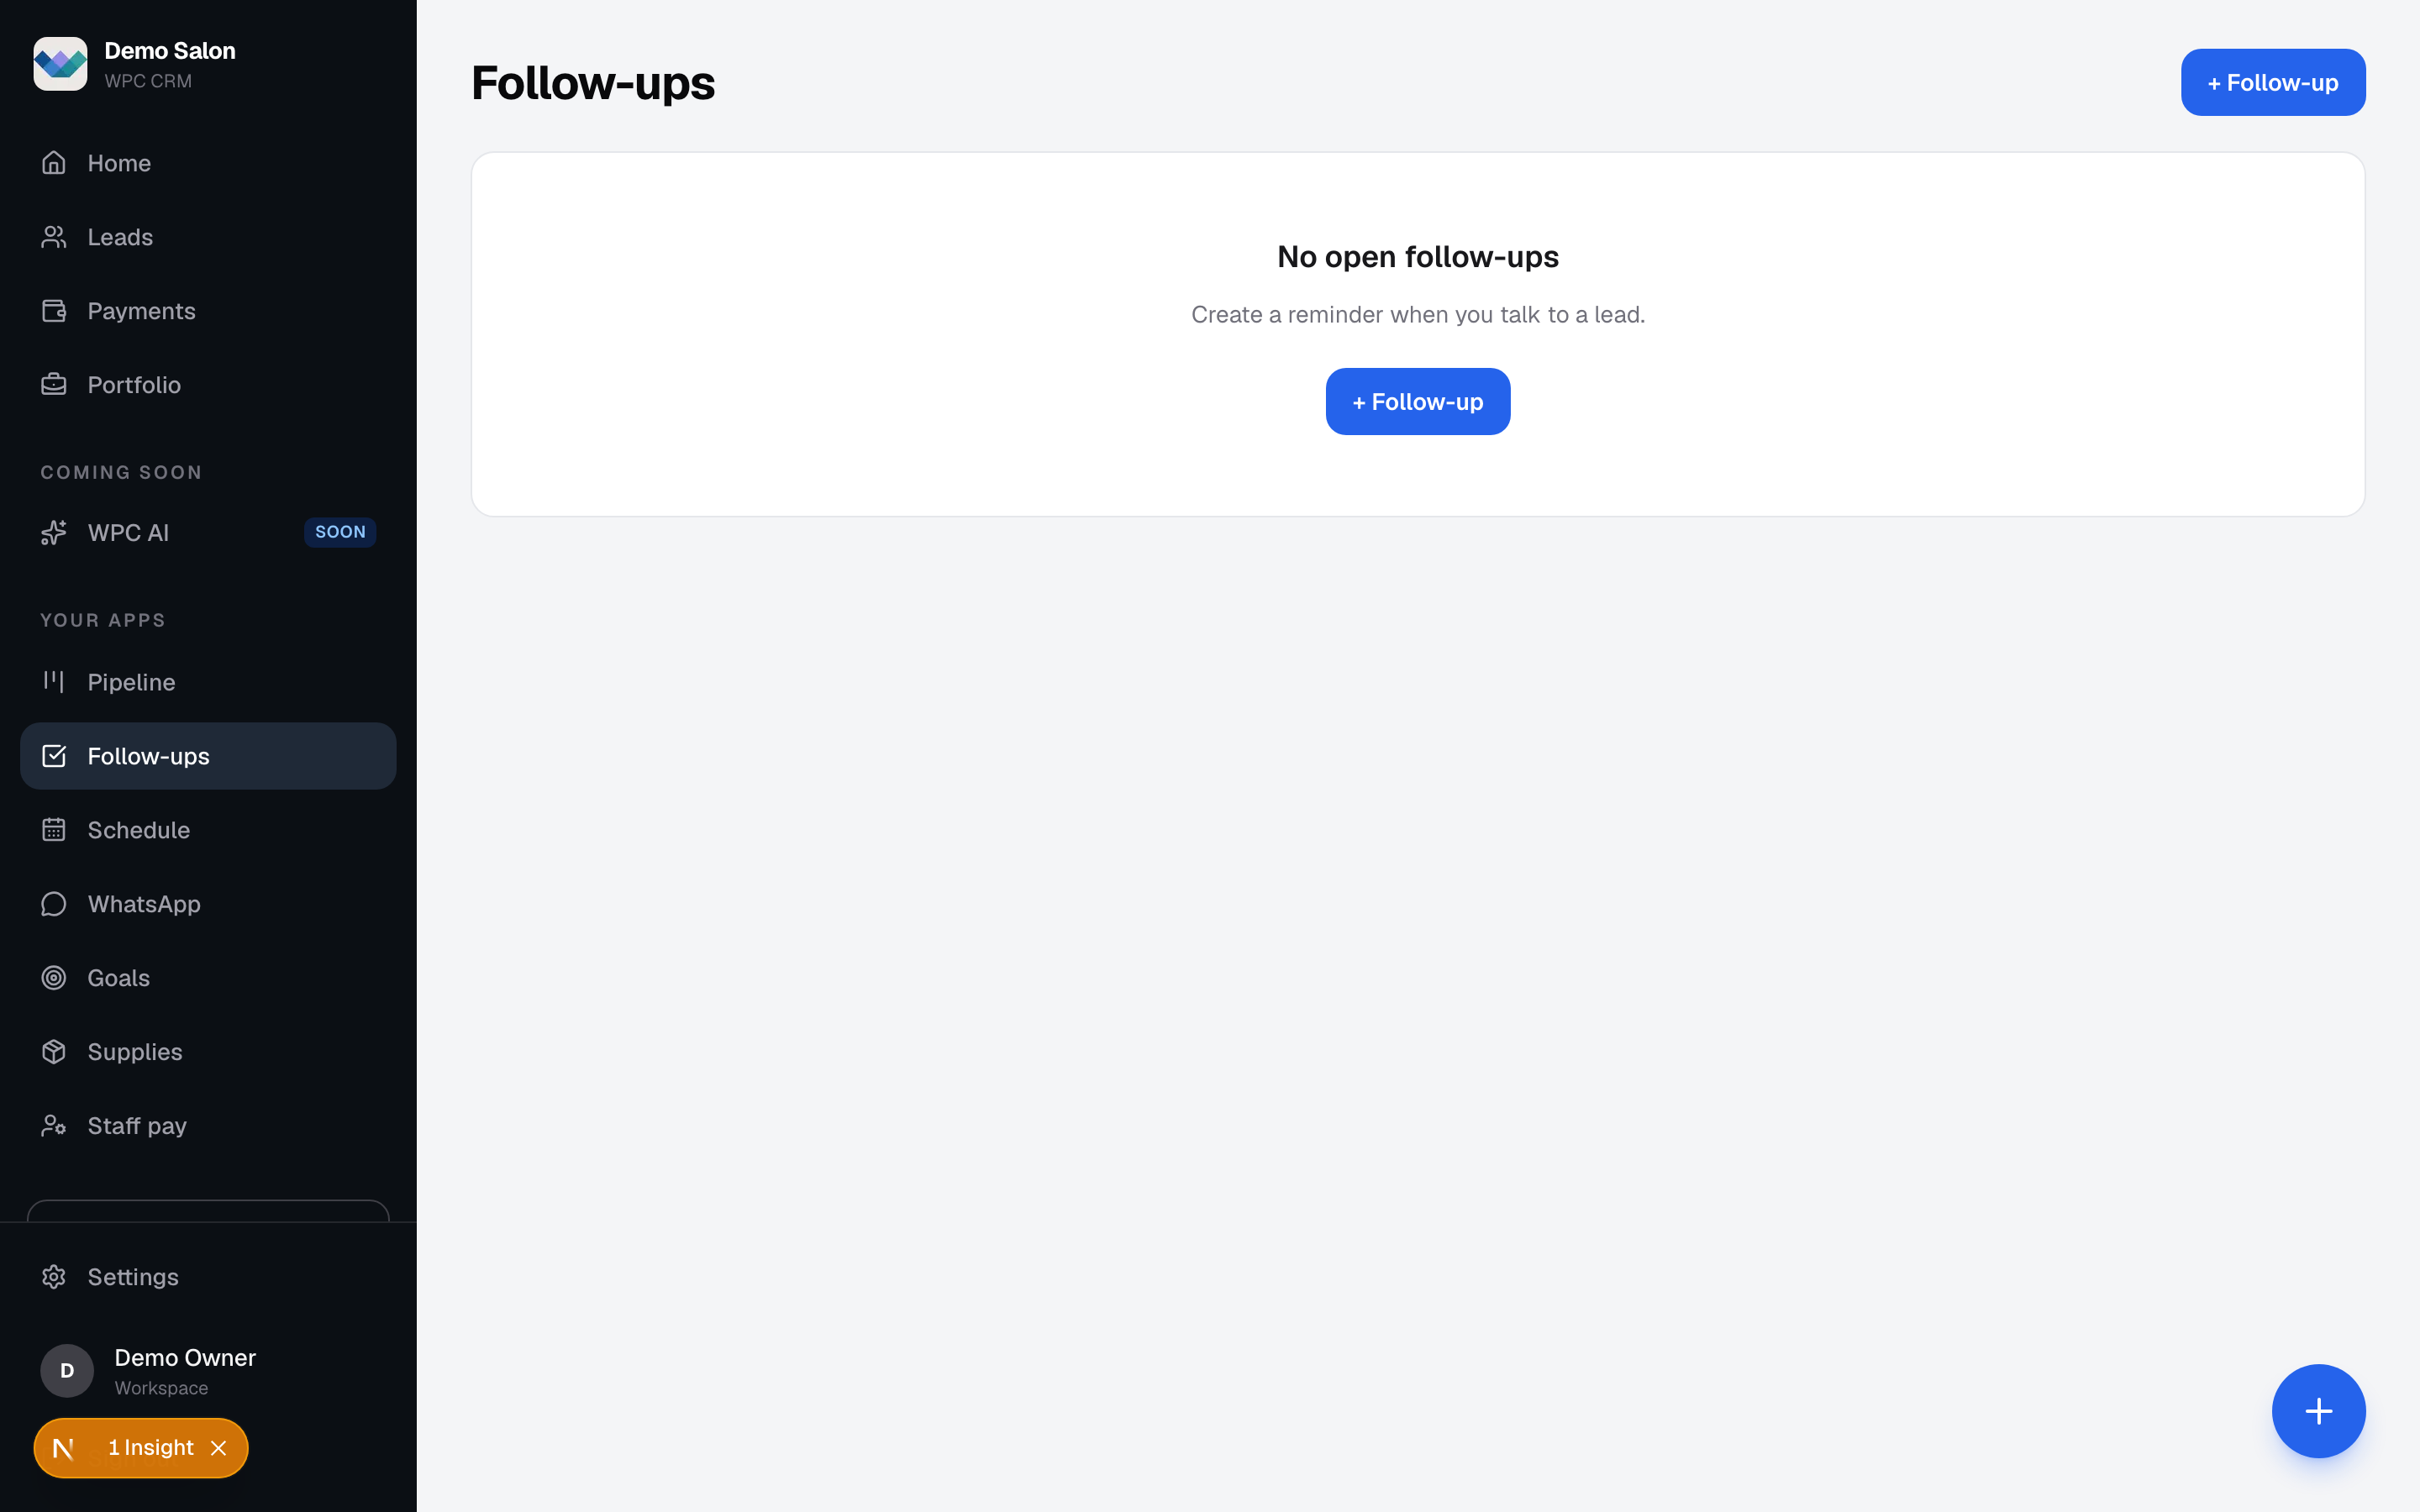 Demo Salon
WPC CRM
Home
Leads
Payments
Portfolio
COMING SOON
WPC AI
SOON
YOUR APPS
Pipeline
Follow-ups
Schedule
WhatsApp
Goals
Supplies
Staff pay
Settings
D
Demo Owner
Workspace
N
1 Insight
Follow-ups
+ Follow-up
No open follow-ups
Create a reminder when you talk to a lead.
+ Follow-up